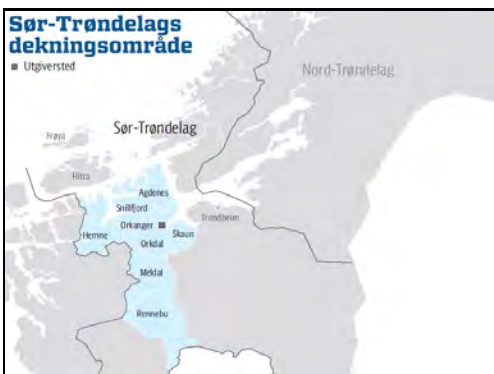 Sør-Trøndelags
dekningsområde
Utgiversted
Nord-Trøndelag
Sør-Trøndelag
Frøya
Hitra
Agdenes
Snillfjord
Trondheim
Orkanger
Hemne
Skaun
Orkdal
Meldal
Rennebu